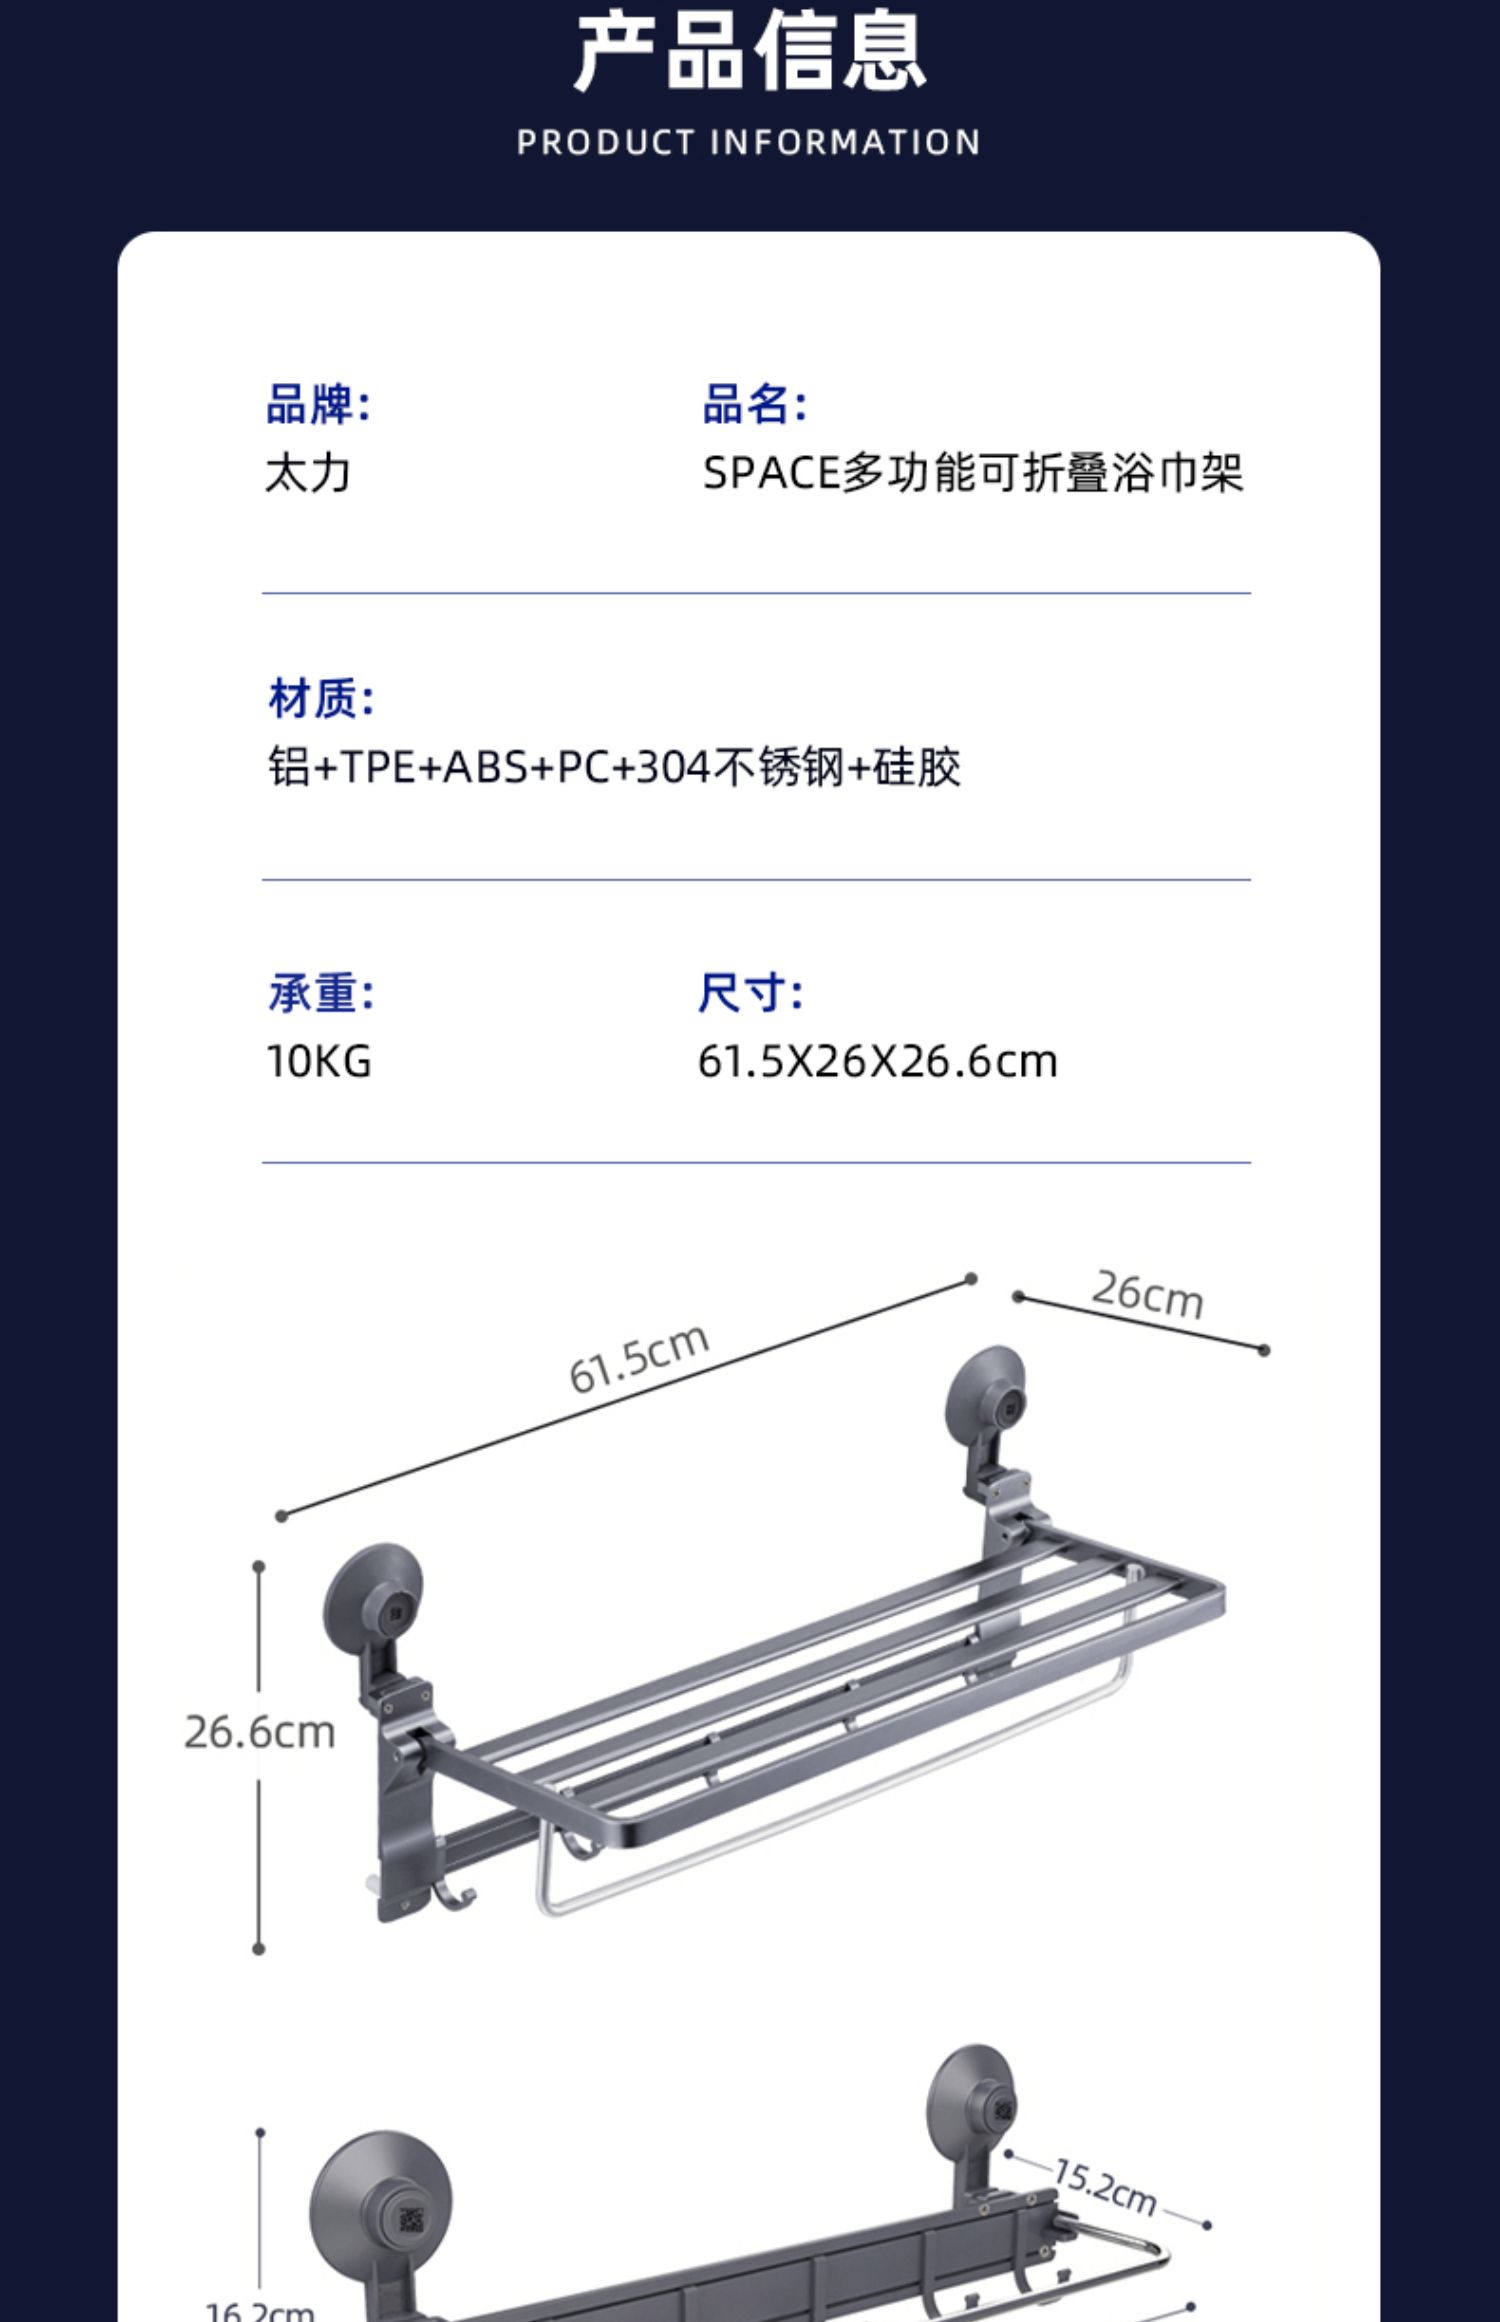 产品信息
PRODUCT INFORMATION
品牌: 品名:
太力 SPACE多功能可折叠浴巾架
材质:
铝+TPE+ABS+PC+304不锈钢+硅胶
承重: 尺寸:
10KG 61.5X26X26.6cm
26cm
61.5cm
26.6cm
15.2cm
16.2cm